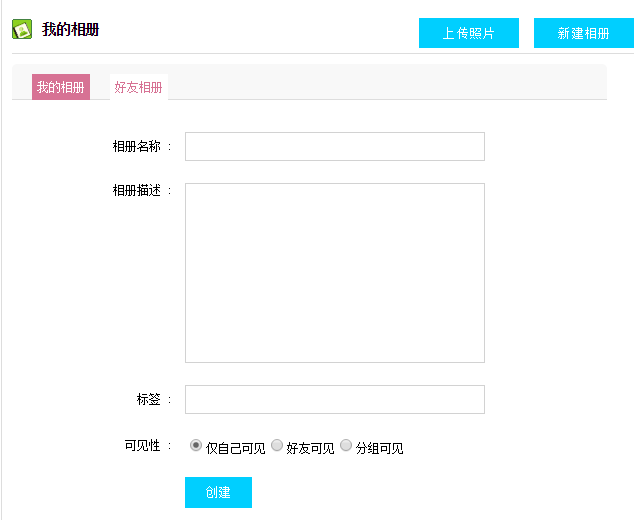 我的相册
上传照片 新建相册
我的相册 好友相册
相册名称 :
相册描述 :
标签 :
可见性 : 仅自己可见 好友可见 分组可见
创建